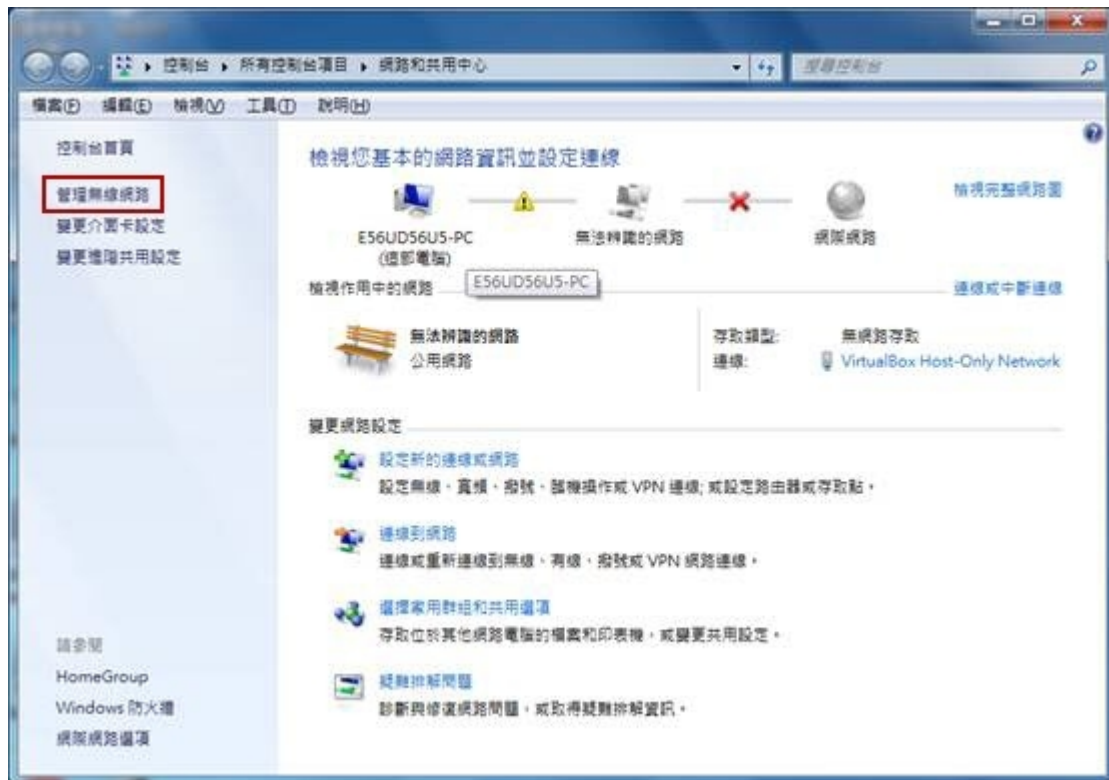 控制台 ▸ 所有控制台項目 ▸ 網路和共用中心
搜尋控制台
檔案(F) 編輯(E) 檢視(V) 工具(T) 說明(H)
控制台首頁
管理無線網路
變更介面卡設定
變更進階共用設定
檢視您基本的網路資訊並設定連線
檢視完整網路圖
E56UD56U5-PC
(這部電腦)
無法辨識的網路
網際網路
E56UD56U5-PC
檢視作用中的網路
連線或中斷連線
無法辨識的網路
公用網路
存取類型: 無網路存取
連線: VirtualBox Host-Only Network
變更網路設定
設定新的連線或網路
設定無線、寬頻、撥號、臨機操作或 VPN 連線; 或設定路由器或存取點。
連線到網路
連線或重新連線到無線、有線、撥號或 VPN 網路連線。
選擇家用群組和共用選項
存取位於其他網路電腦的檔案和印表機，或變更共用設定。
疑難排解問題
診斷與修復網路問題，或取得疑難排解資訊。
請參閱
HomeGroup
Windows 防火牆
網際網路選項